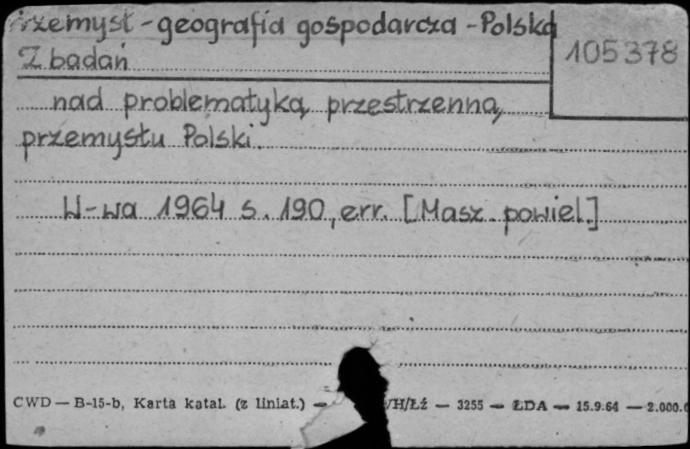 Przemysł - geografia gospodarcza - Polska
105378
Z badań
nad problematyką przestrzenną
przemysłu Polski.
W-wa 1964 s. 190, err. [Masz. powiel.]
CWD — B-15-b, Karta katal. (z liniat.) — /H/Łź — 3255 — ŁDA — 15.9.64 — 2.000.0